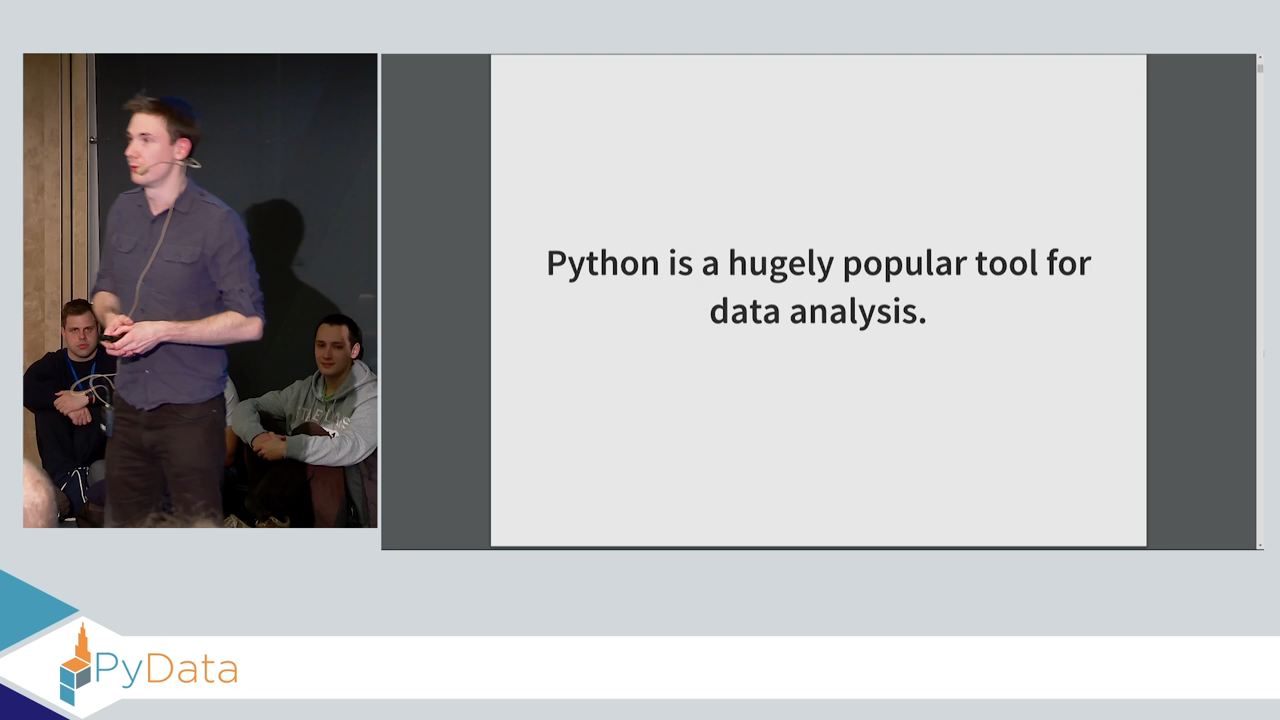 Python is a hugely popular tool for
data analysis.
PyData